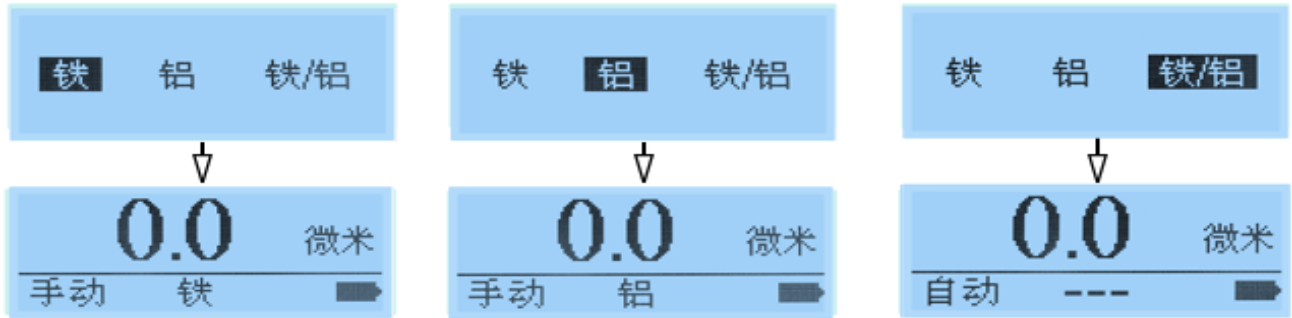 铁 铝 铁/铝
铁 铝 铁/铝
铁 铝 铁/铝
0.0 微米
手动 铁
0.0 微米
手动 铝
0.0 微米
自动 ---